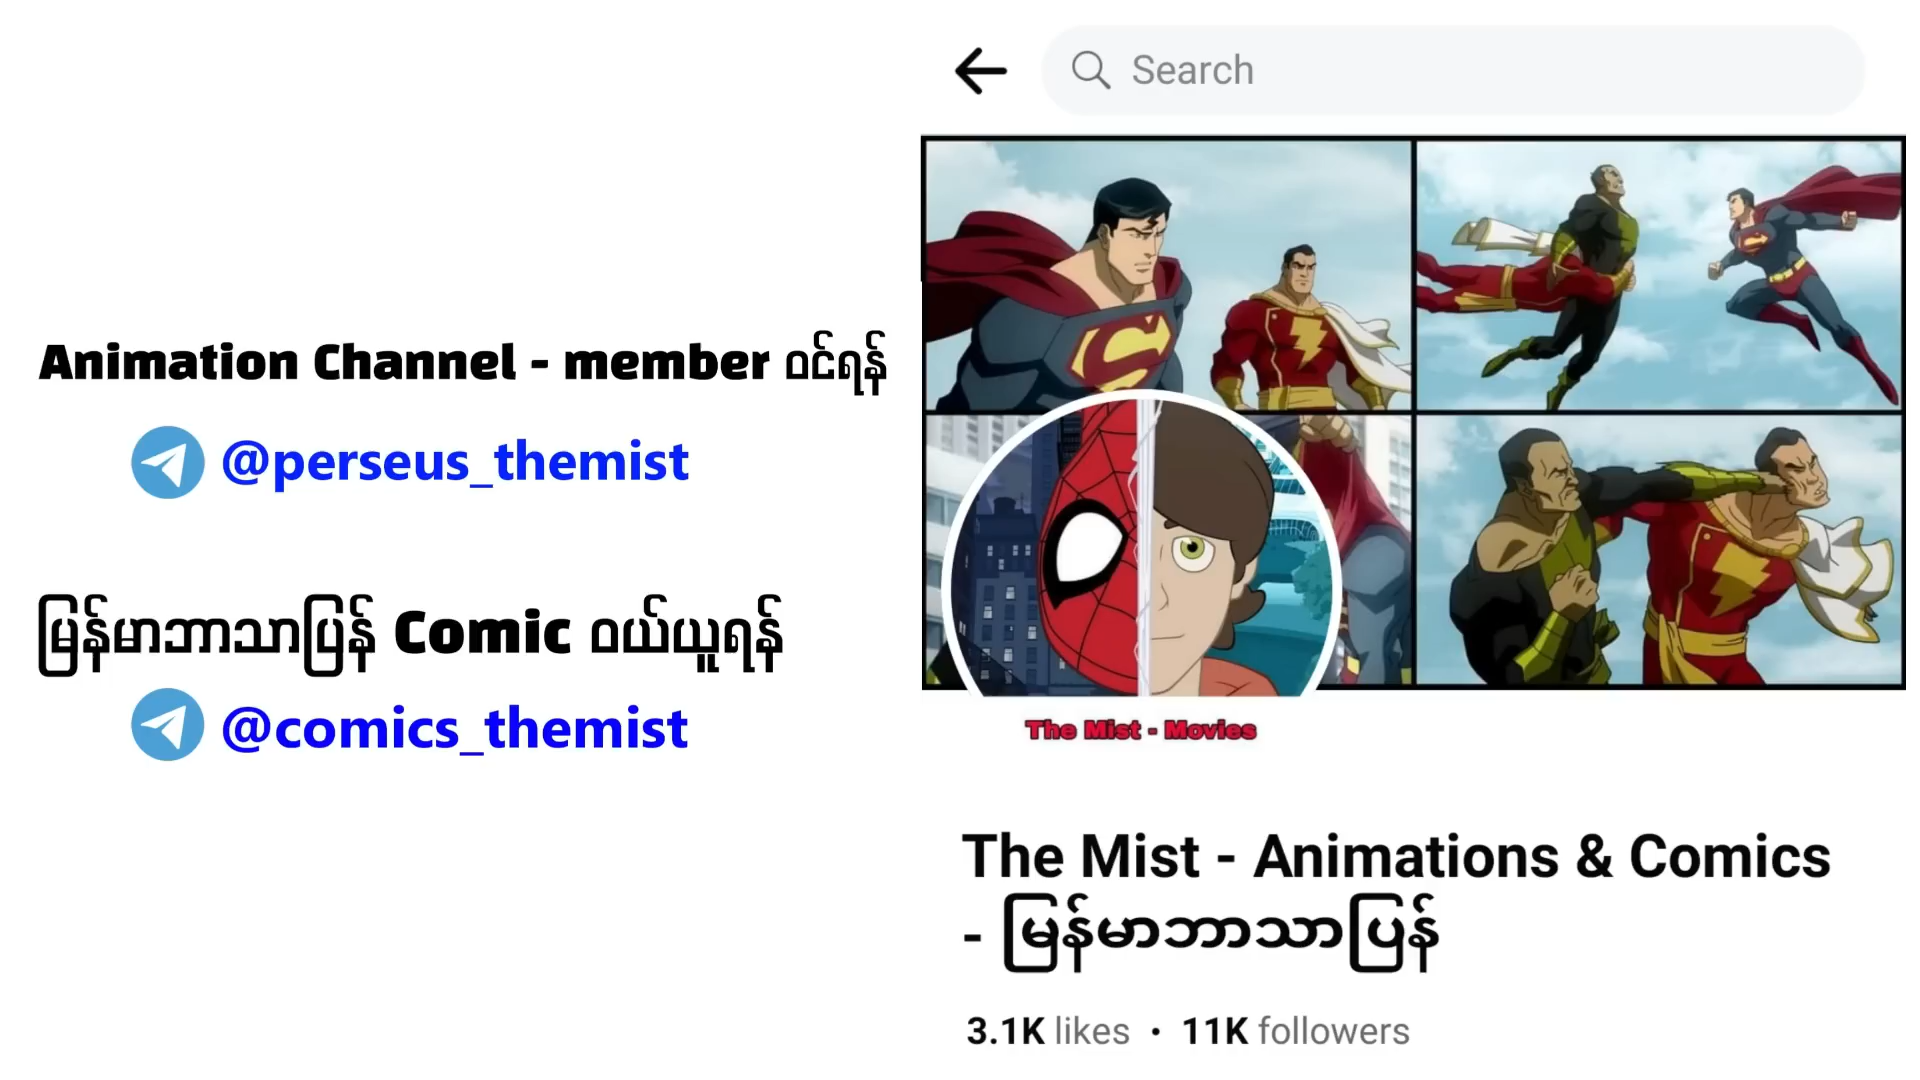 Animation Channel - member ဝင်ရန်
@perseus_themist
မြန်မာဘာသာပြန် Comic ဝယ်ယူရန်
@comics_themist
Search
The Mist - Movies
The Mist - Animations & Comics
- မြန်မာဘာသာပြန်
3.1K likes • 11K followers